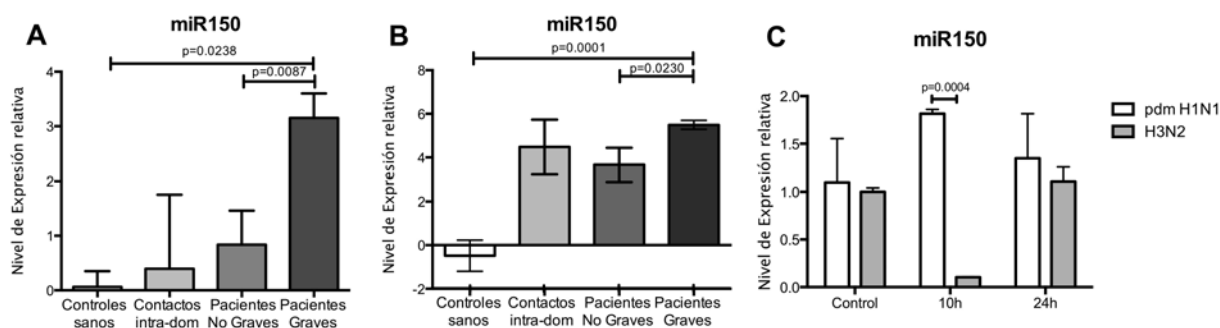 A
miR150
p=0.0238
p=0.0087
Nivel de Expresión relativa
4
3
2
1
0
Controles sanos
Contactos intra-dom
Pacientes No Graves
Pacientes Graves
B
miR150
p=0.0001
p=0.0230
Nivel de Expresión relativa
8
6
4
2
0
-2
Controles sanos
Contactos intra-dom
Pacientes No Graves
Pacientes Graves
C
miR150
p=0.0004
Nivel de Expresión relativa
2.0
1.5
1.0
0.5
0.0
Control
10h
24h
pdm H1N1
H3N2